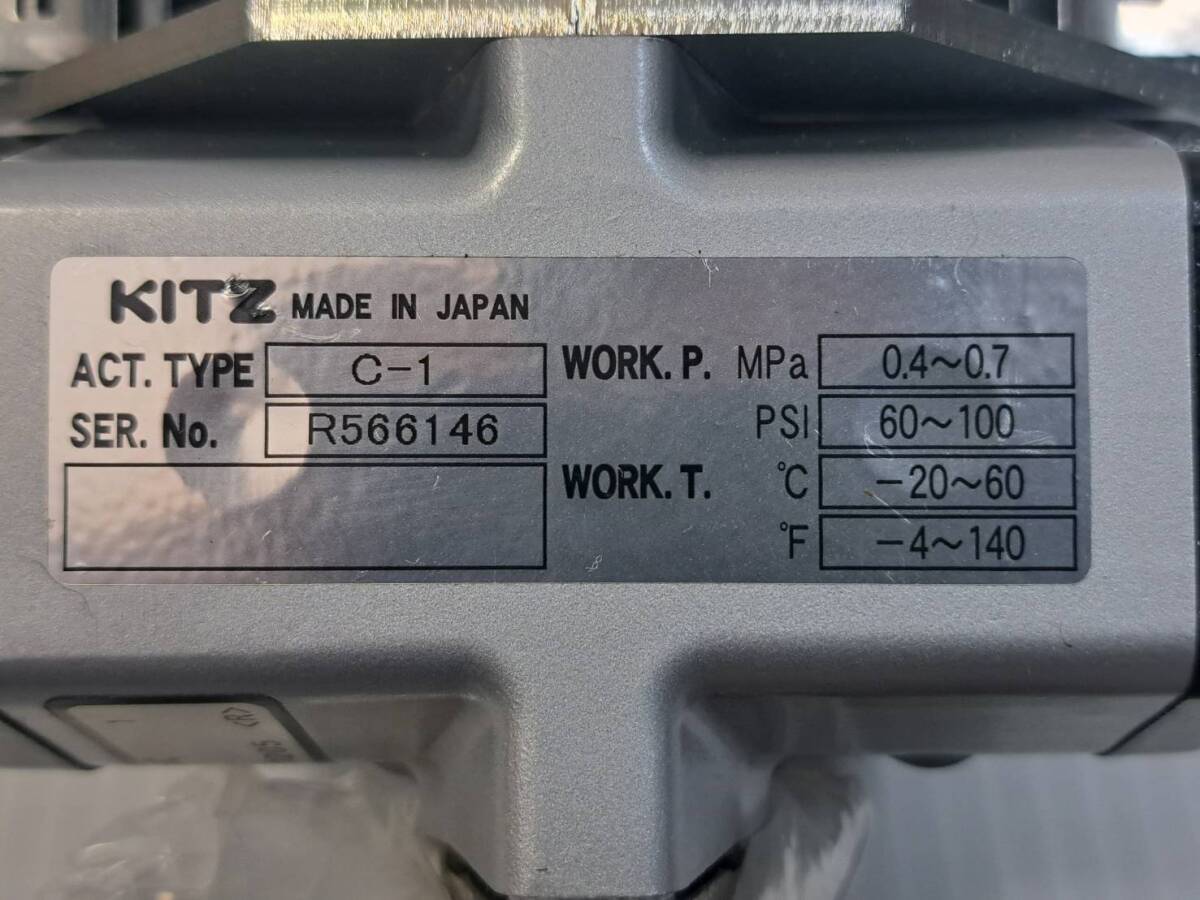 KITZ MADE IN JAPAN
ACT. TYPE C-1 WORK. P. MPa 0.4~0.7
SER. No. R566146 PSI 60~100
WORK. T. ℃ -20~60
℉ -4~140